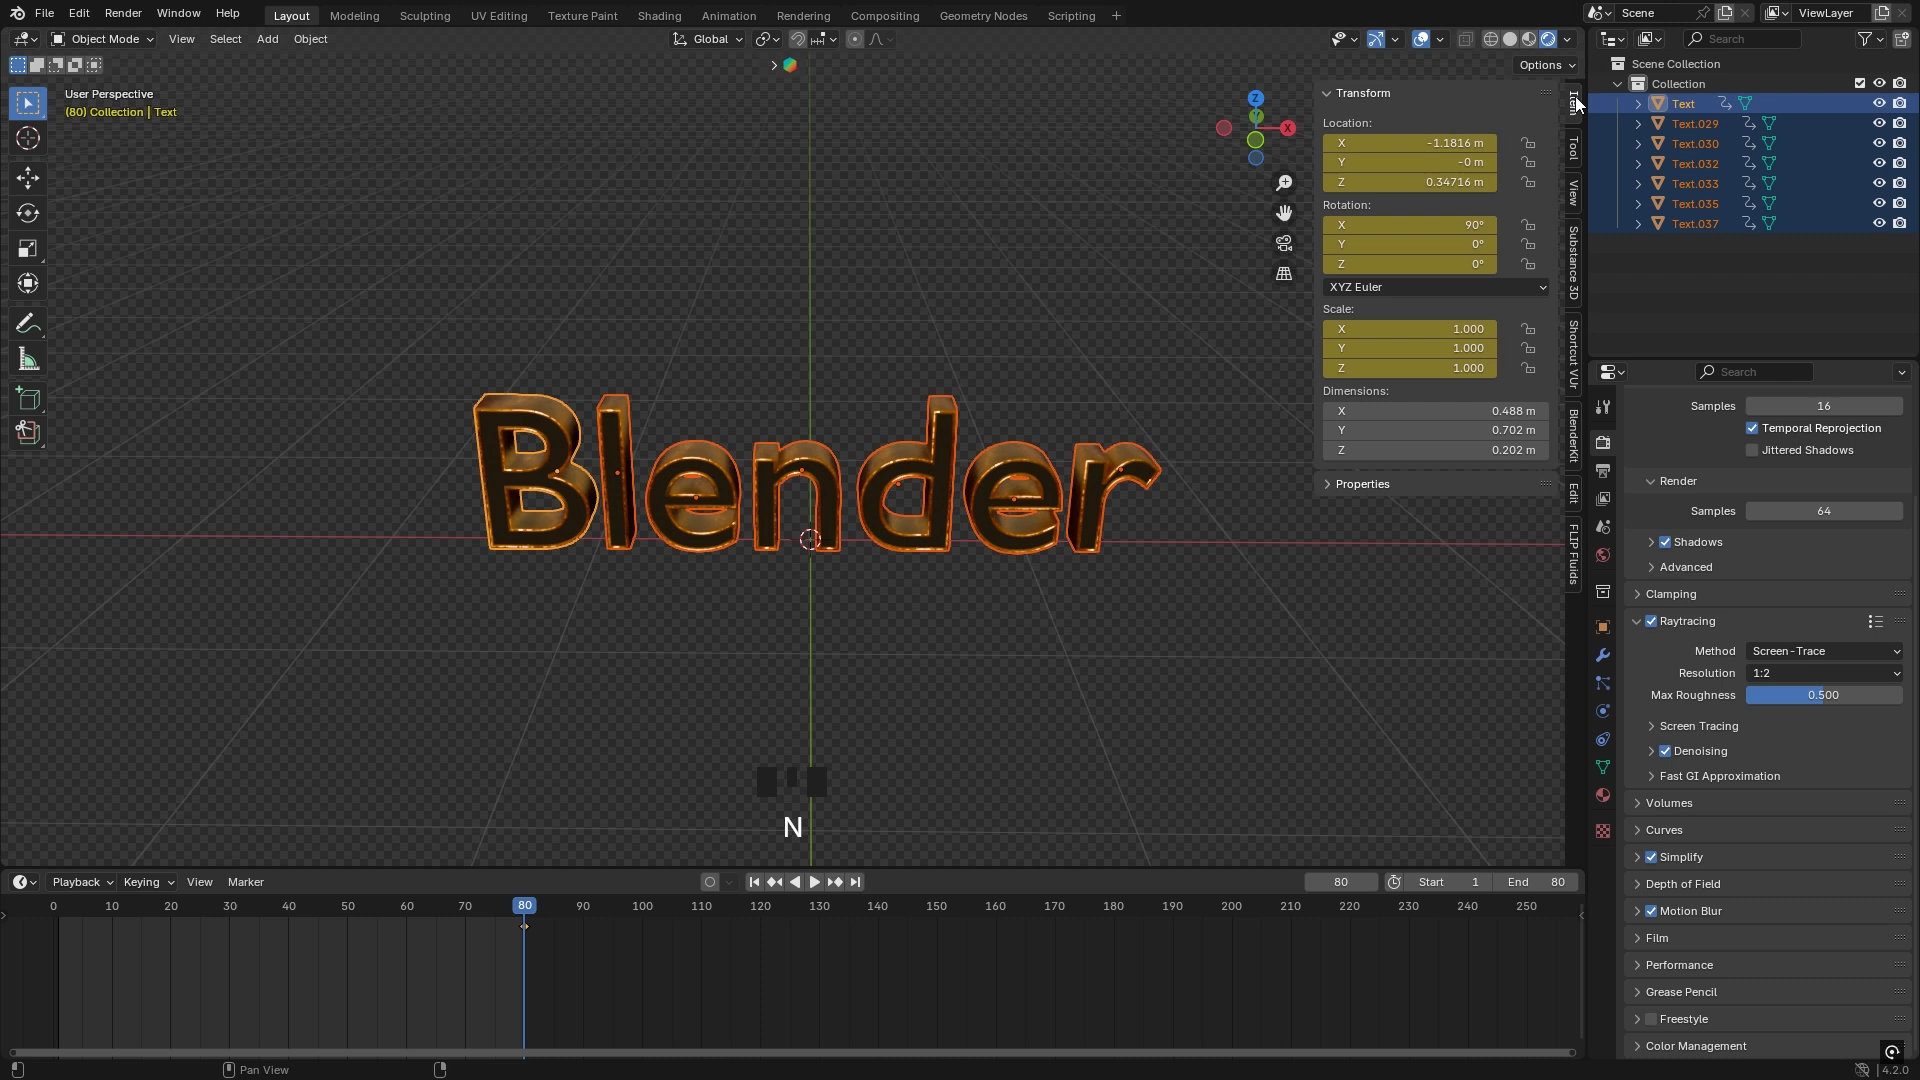 File Edit Render Window Help Layout Modeling Sculpting UV Editing Texture Paint Shading Animation Rendering Compositing Geometry Nodes Scripting Scene ViewLayer
Object Mode View Select Add Object Global Search
Options
User Perspective
(80) Collection | Text
Z
X
Transform
Location:
X -1.1816 m
Y -0 m
Z 0.34716 m
Rotation:
X 90°
Y 0°
Z 0°
XYZ Euler
Scale:
X 1.000
Y 1.000
Z 1.000
Dimensions:
X 0.488 m
Y 0.702 m
Z 0.202 m
Properties
Item
Tool
View
Substance 3D
Shortcut VUr
BlenderKit
Edit
FLIP Fluids
Blender
N
Scene Collection
Collection
Text
Text.029
Text.030
Text.032
Text.033
Text.035
Text.037
Search
Samples 16
Temporal Reprojection
Jittered Shadows
Render
Samples 64
Shadows
Advanced
Clamping
Raytracing
Method Screen-Trace
Resolution 1:2
Max Roughness 0.500
Screen Tracing
Denoising
Fast GI Approximation
Volumes
Curves
Simplify
Depth of Field
Motion Blur
Film
Performance
Grease Pencil
Freestyle
Color Management
Playback Keying View Marker 80 Start 1 End 80
0 10 20 30 40 50 60 70 80 90 100 110 120 130 140 150 160 170 180 190 200 210 220 230 240 250
Pan View 4.2.0